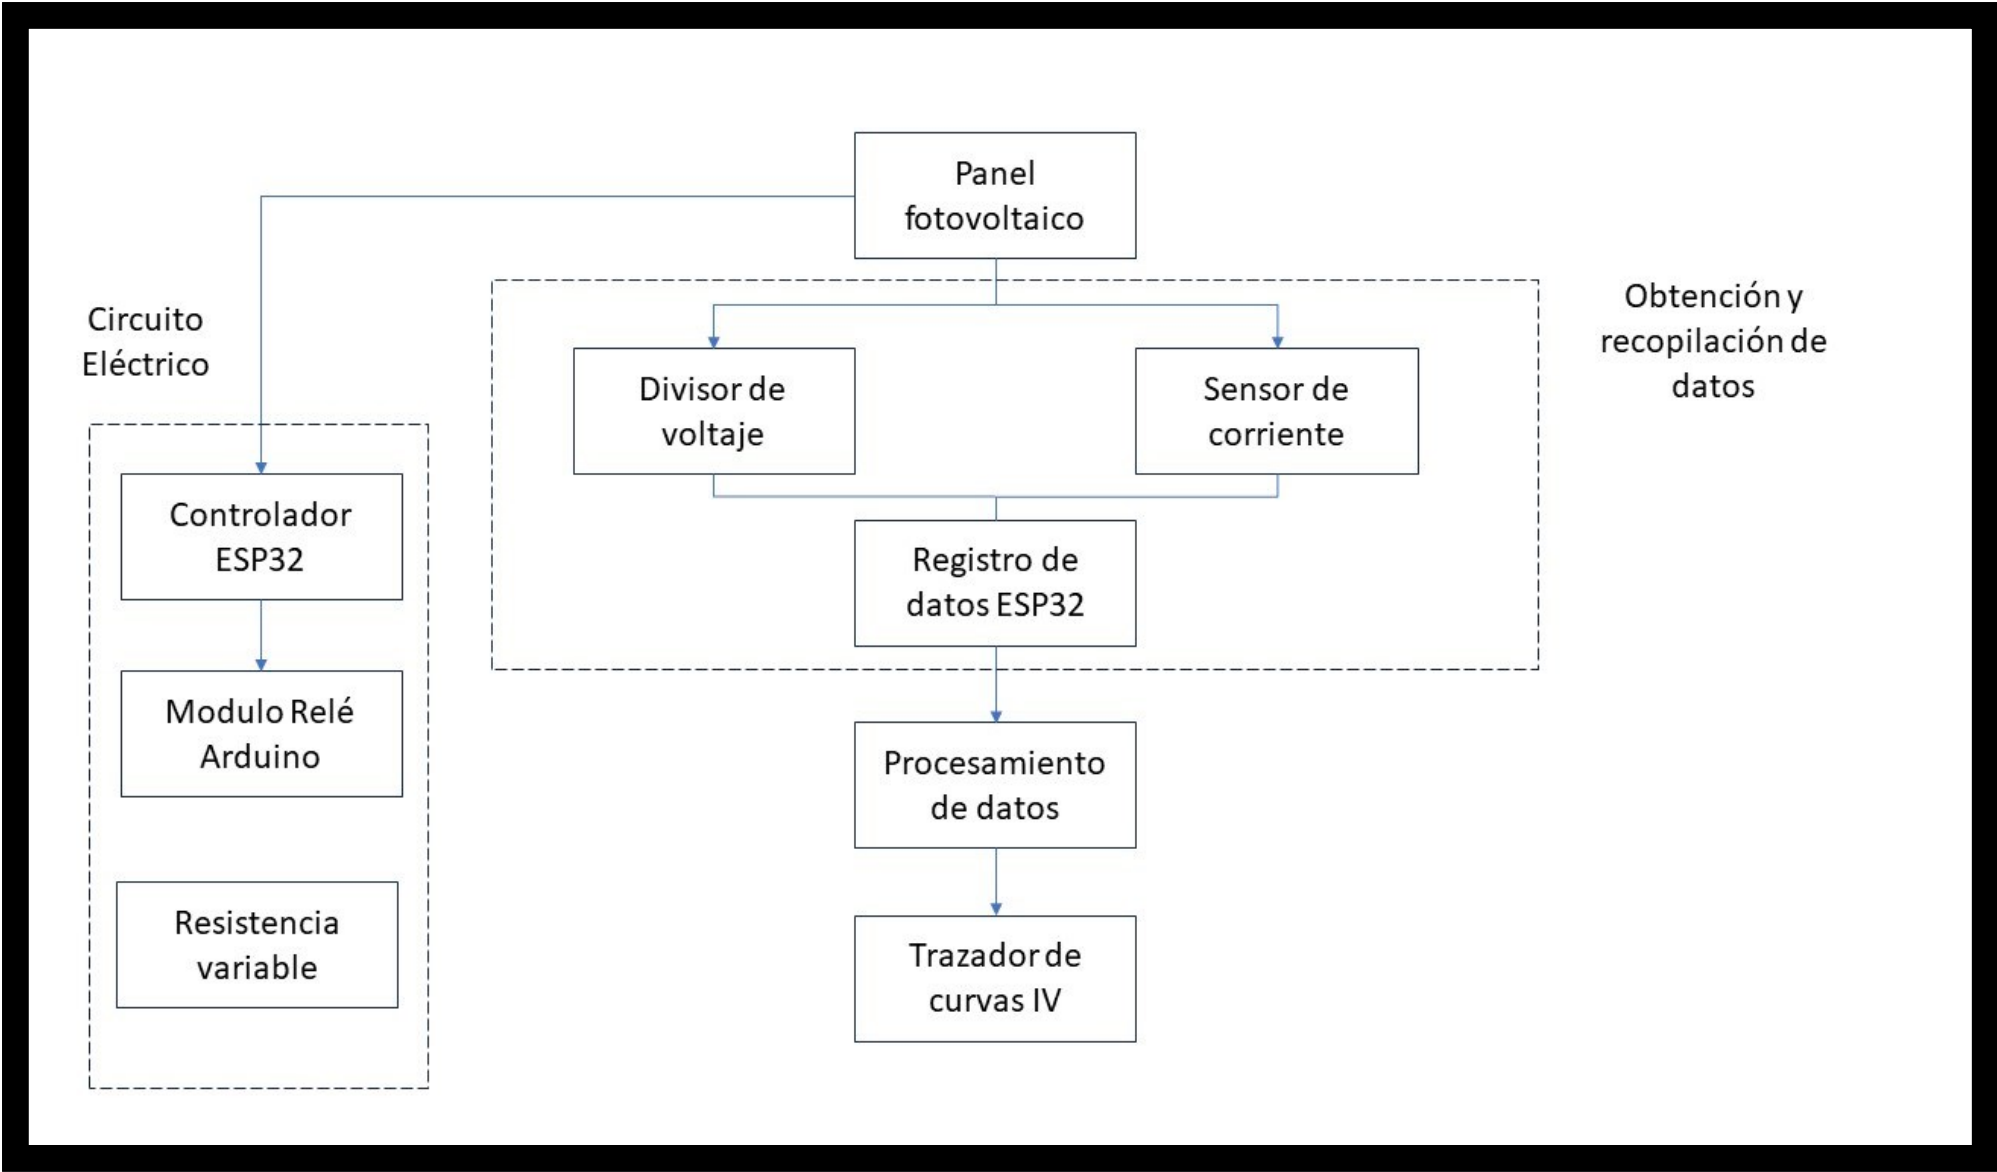 Panel
fotovoltaico
Circuito
Eléctrico
Obtención y
recopilación de
datos
Divisor de
voltaje
Sensor de
corriente
Controlador
ESP32
Registro de
datos ESP32
Modulo Relé
Arduino
Procesamiento
de datos
Resistencia
variable
Trazador de
curvas IV